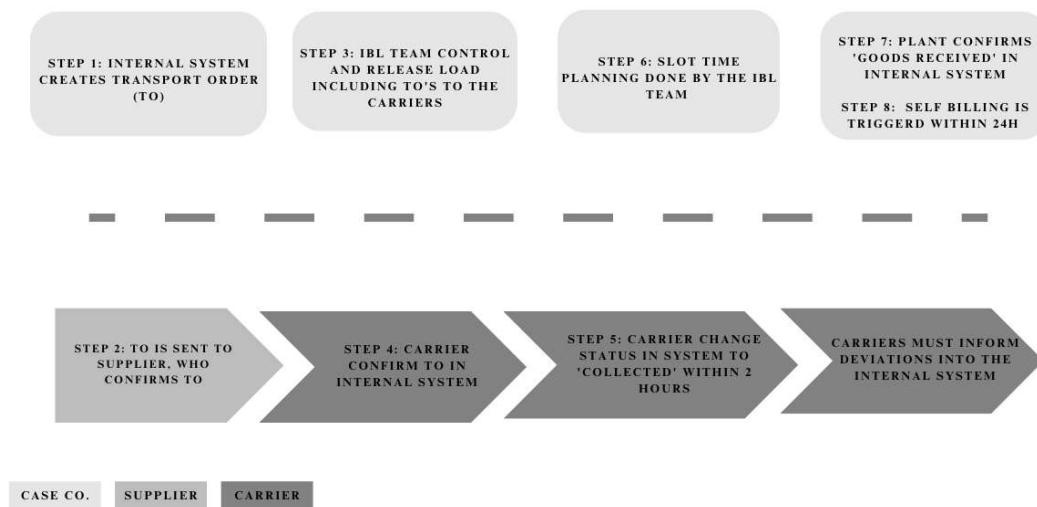 STEP 1: INTERNAL SYSTEM
CREATES TRANSPORT ORDER
(TO)
STEP 3: IBL TEAM CONTROL
AND RELEASE LOAD
INCLUDING TO'S TO THE
CARRIERS
STEP 6: SLOT TIME
PLANNING DONE BY THE IBL
TEAM
STEP 7: PLANT CONFIRMS
'GOODS RECEIVED' IN
INTERNAL SYSTEM
STEP 8: SELF BILLING IS
TRIGGERD WITHIN 24H
STEP 2: TO IS SENT TO
SUPPLIER, WHO
CONFIRMS TO
STEP 4: CARRIER
CONFIRM TO IN
INTERNAL SYSTEM
STEP 5: CARRIER CHANGE
STATUS IN SYSTEM TO
'COLLECTED' WITHIN 2
HOURS
CARRIERS MUST INFORM
DEVIATIONS INTO THE
INTERNAL SYSTEM
CASE CO.
SUPPLIER
CARRIER